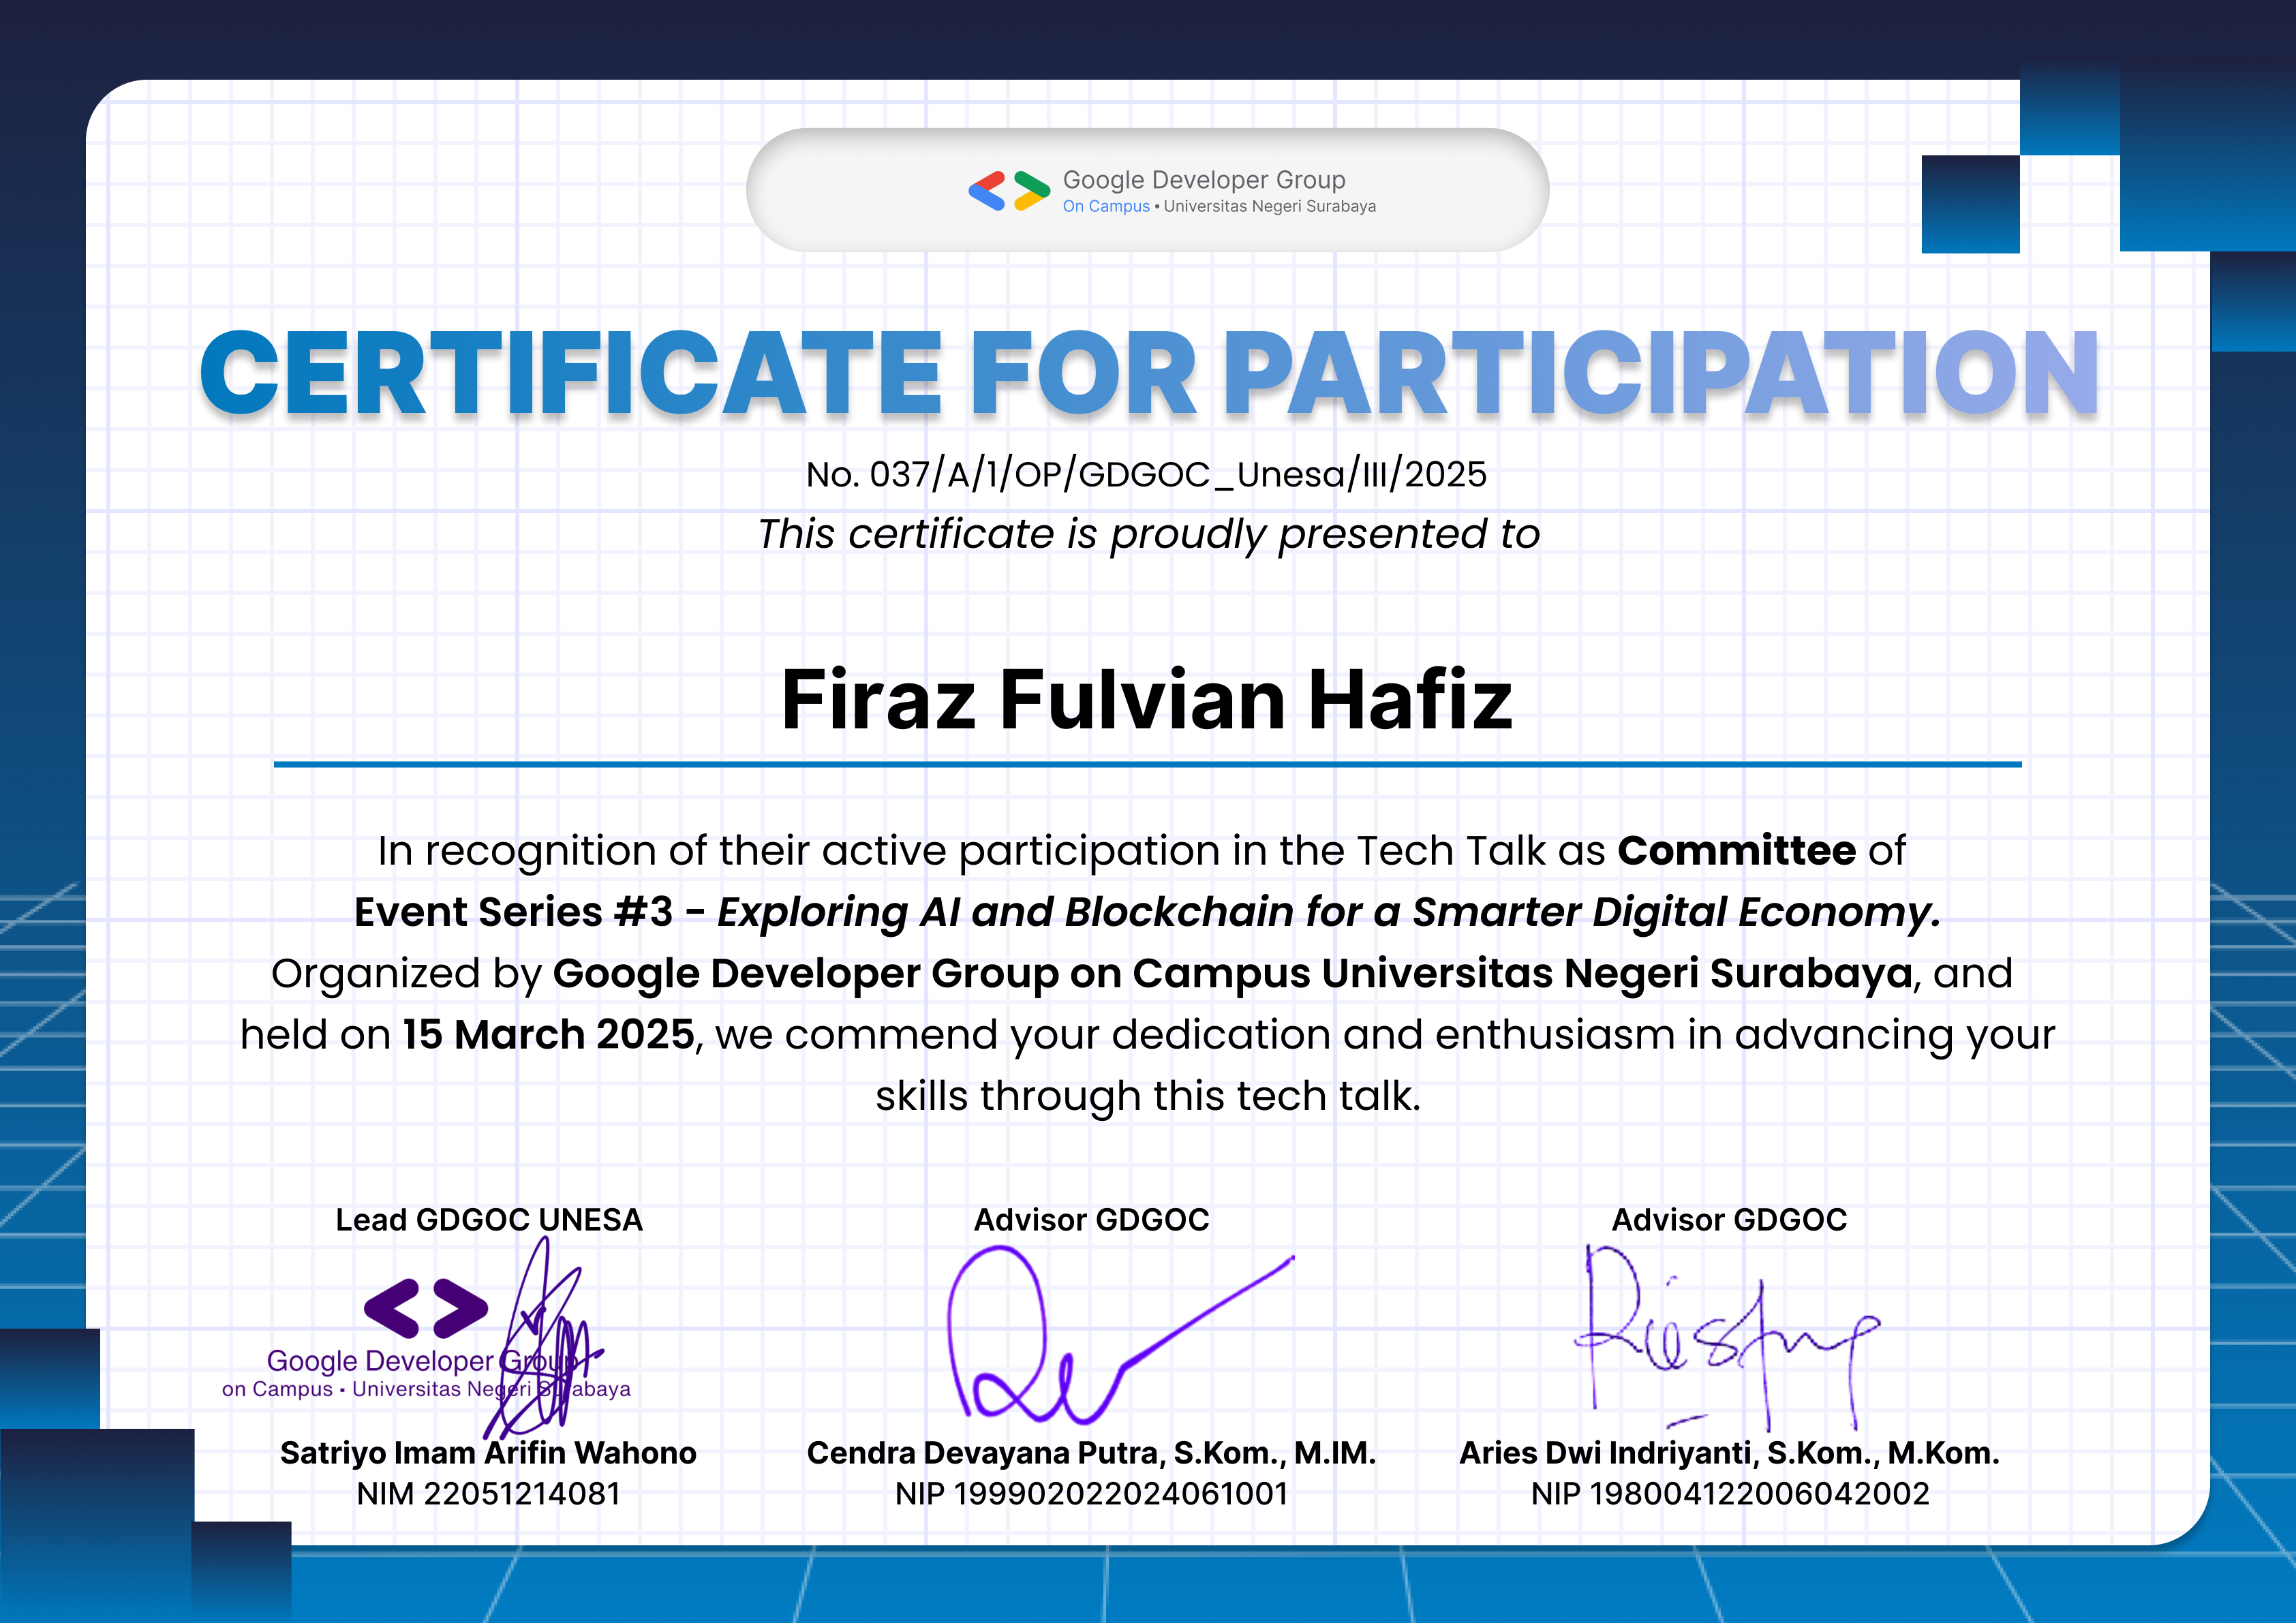 Google Developer Group
On Campus • Universitas Negeri Surabaya
CERTIFICATE FOR PARTICIPATION
No. 037/A/1/OP/GDGOC_Unesa/III/2025
This certificate is proudly presented to
Firaz Fulvian Hafiz
In recognition of their active participation in the Tech Talk as Committee of
Event Series #3 - Exploring AI and Blockchain for a Smarter Digital Economy.
Organized by Google Developer Group on Campus Universitas Negeri Surabaya, and
held on 15 March 2025, we commend your dedication and enthusiasm in advancing your
skills through this tech talk.
Lead GDGOC UNESA
Google Developer Group
on Campus • Universitas Negeri Surabaya
Satriyo Imam Arifin Wahono
NIM 22051214081
Advisor GDGOC
Cendra Devayana Putra, S.Kom., M.IM.
NIP 199902022024061001
Advisor GDGOC
Aries Dwi Indriyanti, S.Kom., M.Kom.
NIP 198004122006042002